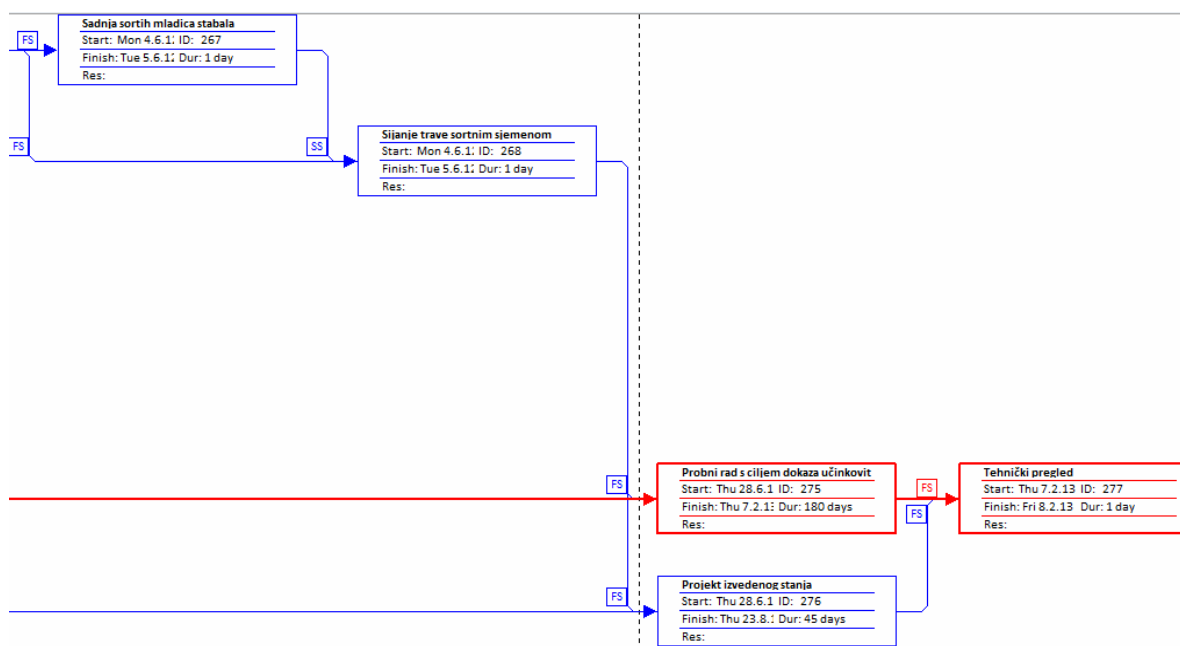 Sadnja sortih mladica stabala
FS
Start: Mon 4.6.1: ID: 267
Finish: Tue 5.6.12 Dur: 1 day
Res:
FS
SS
Sijanje trave sortnim sjemenom
Start: Mon 4.6.1: ID: 268
Finish: Tue 5.6.12 Dur: 1 day
Res:
FS
Probni rad s ciljem dokaza učinkovit
Start: Thu 28.6.1 ID: 275
Finish: Thu 7.2.13 Dur: 180 days
Res:
FS
FS
Tehnički pregled
Start: Thu 7.2.13 ID: 277
Finish: Fri 8.2.13 Dur: 1 day
Res:
FS
Projekt izvedenog stanja
Start: Thu 28.6.1 ID: 276
Finish: Thu 23.8.1 Dur: 45 days
Res: